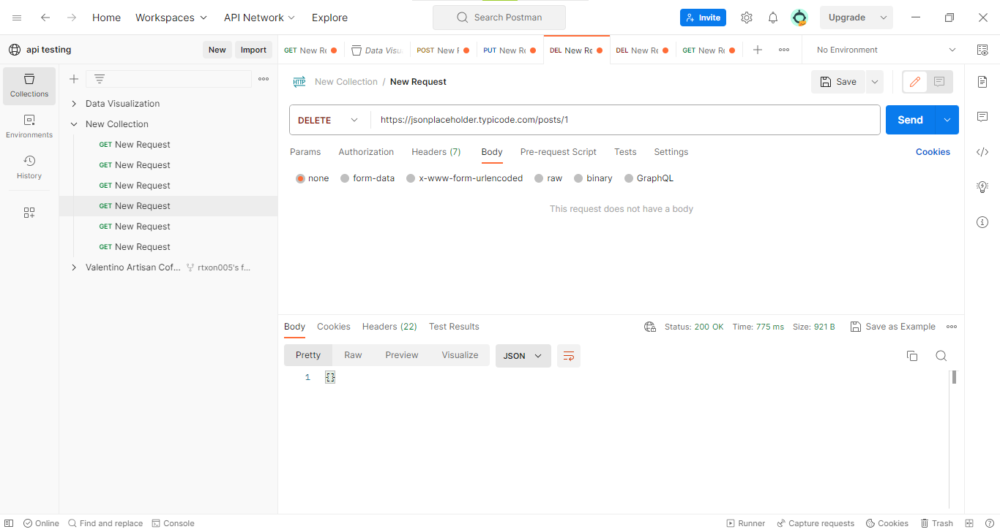 Home Workspaces API Network Explore Search Postman Invite Upgrade
api testing New Import GET New Re Data Visu POST New F PUT New Re DEL New Re DEL New Re GET New Re No Environment
Collections
Environments
History
Data Visualization
New Collection
GET New Request
GET New Request
GET New Request
GET New Request
GET New Request
GET New Request
Valentino Artisan Cof... rtxon005's f...
HTTP New Collection / New Request Save
DELETE https://jsonplaceholder.typicode.com/posts/1 Send
Params Authorization Headers (7) Body Pre-request Script Tests Settings Cookies
none form-data x-www-form-urlencoded raw binary GraphQL
This request does not have a body
Body Cookies Headers (22) Test Results Status: 200 OK Time: 775 ms Size: 921 B Save as Example
Pretty Raw Preview Visualize JSON
1 {}
Online Find and replace Console Runner Capture requests Cookies Trash